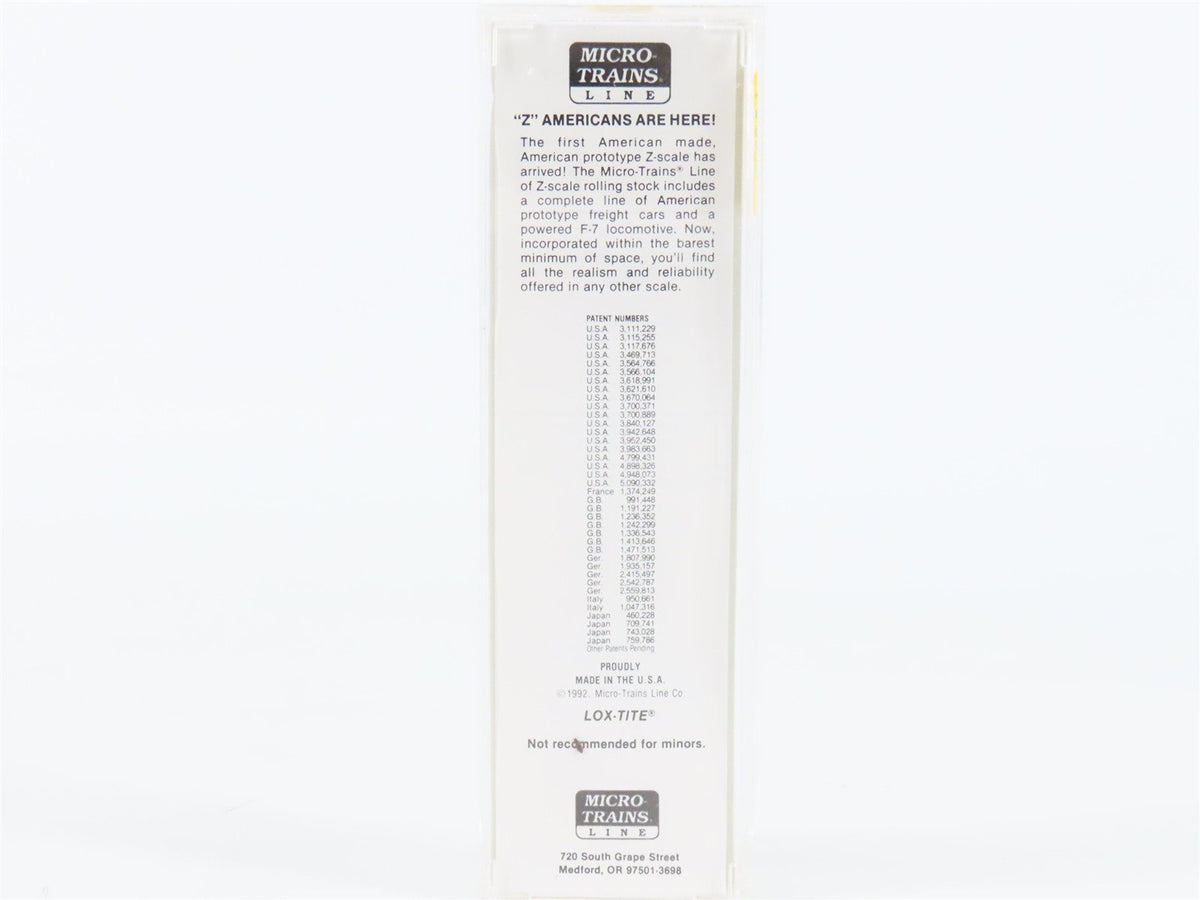 MICRO-
TRAINS®
LINE
"Z" AMERICANS ARE HERE!
The first American made,
American prototype Z-scale has
arrived! The Micro-Trains® Line
of Z-scale rolling stock includes
a complete line of American
prototype freight cars and a
powered F-7 locomotive. Now,
incorporated within the barest
minimum of space, you'll find
all the realism and reliability
offered in any other scale.
PATENT NUMBERS
U.S.A. 3,111,229
U.S.A. 3,115,255
U.S.A. 3,117,676
U.S.A. 3,469,713
U.S.A. 3,564,766
U.S.A. 3,566,104
U.S.A. 3,618,991
U.S.A. 3,621,610
U.S.A. 3,670,064
U.S.A. 3,700,371
U.S.A. 3,700,889
U.S.A. 3,840,127
U.S.A. 3,942,648
U.S.A. 3,952,450
U.S.A. 3,983,663
U.S.A. 4,799,431
U.S.A. 4,898,326
U.S.A. 4,948,073
U.S.A. 5,090,332
France 1,374,249
G.B. 991,448
G.B. 1,191,227
G.B. 1,236,352
G.B. 1,242,299
G.B. 1,336,543
G.B. 1,413,646
G.B. 1,471,513
Ger. 1,807,990
Ger. 1,935,157
Ger. 2,415,497
Ger. 2,542,787
Ger. 2,559,813
Italy 950,661
Italy 1,047,316
Japan 460,228
Japan 709,741
Japan 743,028
Japan 759,786
Other Patents Pending
PROUDLY
MADE IN THE U.S.A.
©1992. Micro-Trains Line Co.
LOX-TITE®
Not recommended for minors.
MICRO-
TRAINS®
LINE
720 South Grape Street
Medford, OR 97501-3698